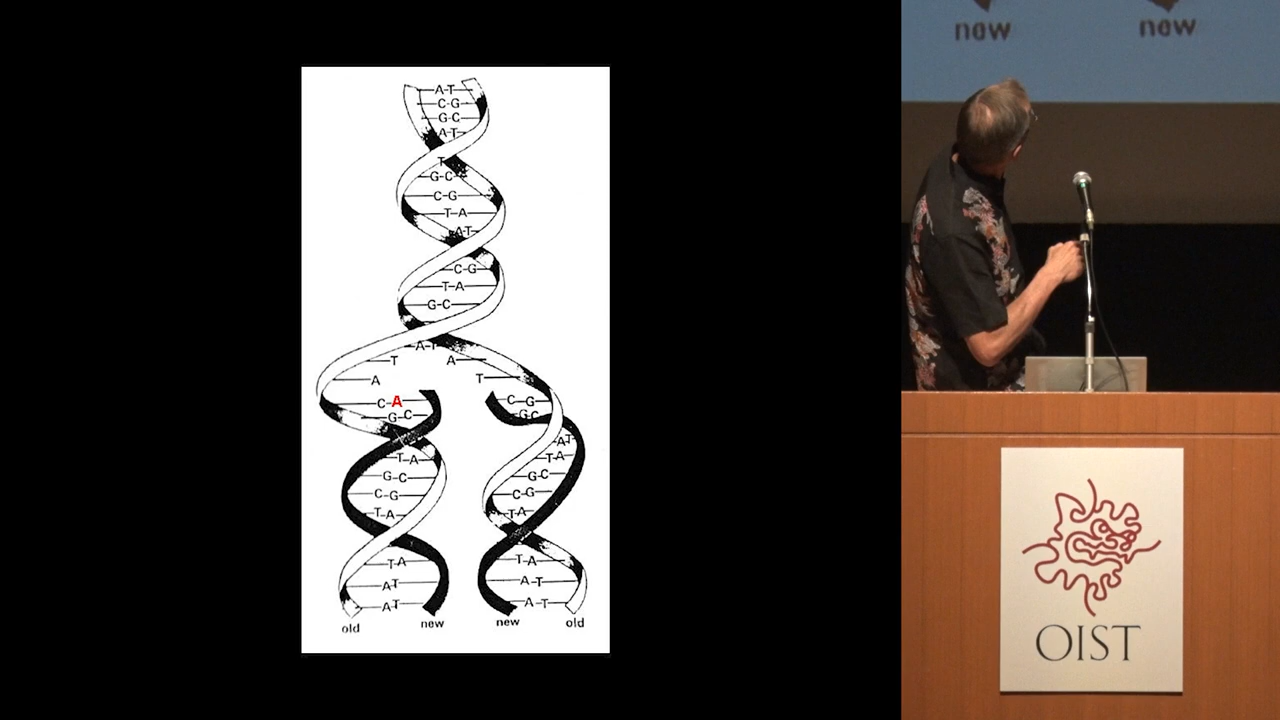 A-T
C-G
G-C
A-T
T
G-C
C-G
T-A
A-T
C-G
T-A
G-C
A-T
T A
A T
C A C-G
G-C G-C
A-T
T-A T-A
G-C G-C
C-G C-G
T-A T-A
T-A T-A
A-T A-T
A-T A-T
old new new old
new new
OIST